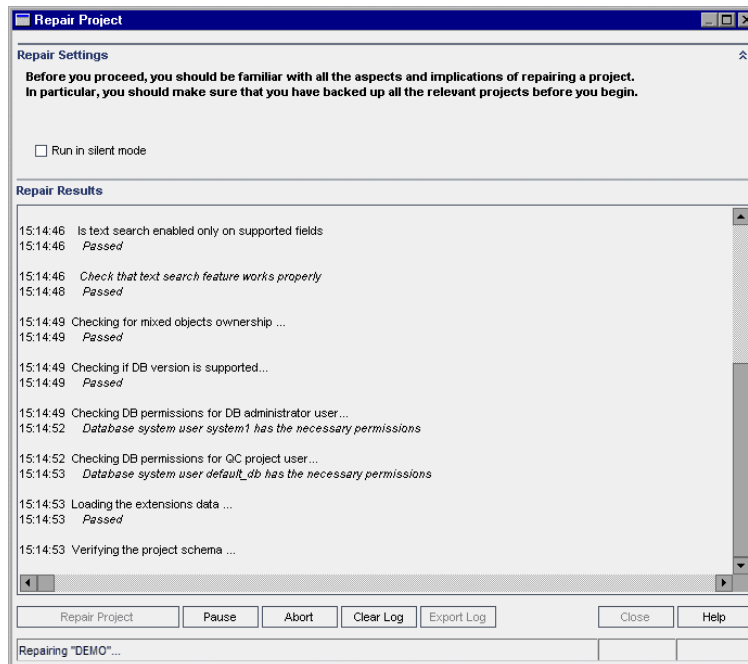 Repair Project
Repair Settings
Before you proceed, you should be familiar with all the aspects and implications of repairing a project.
In particular, you should make sure that you have backed up all the relevant projects before you begin.
Run in silent mode
Repair Results
15:14:46 Is text search enabled only on supported fields
15:14:46 Passed
15:14:46 Check that text search feature works properly
15:14:48 Passed
15:14:49 Checking for mixed objects ownership ...
15:14:49 Passed
15:14:49 Checking if DB version is supported...
15:14:49 Passed
15:14:49 Checking DB permissions for DB administrator user...
15:14:52 Database system user system1 has the necessary permissions
15:14:52 Checking DB permissions for QC project user...
15:14:53 Database system user default_db has the necessary permissions
15:14:53 Loading the extensions data ...
15:14:53 Passed
15:14:53 Verifying the project schema ...
Repair Project Pause Abort Clear Log Export Log Close Help
Repairing "DEMO"...